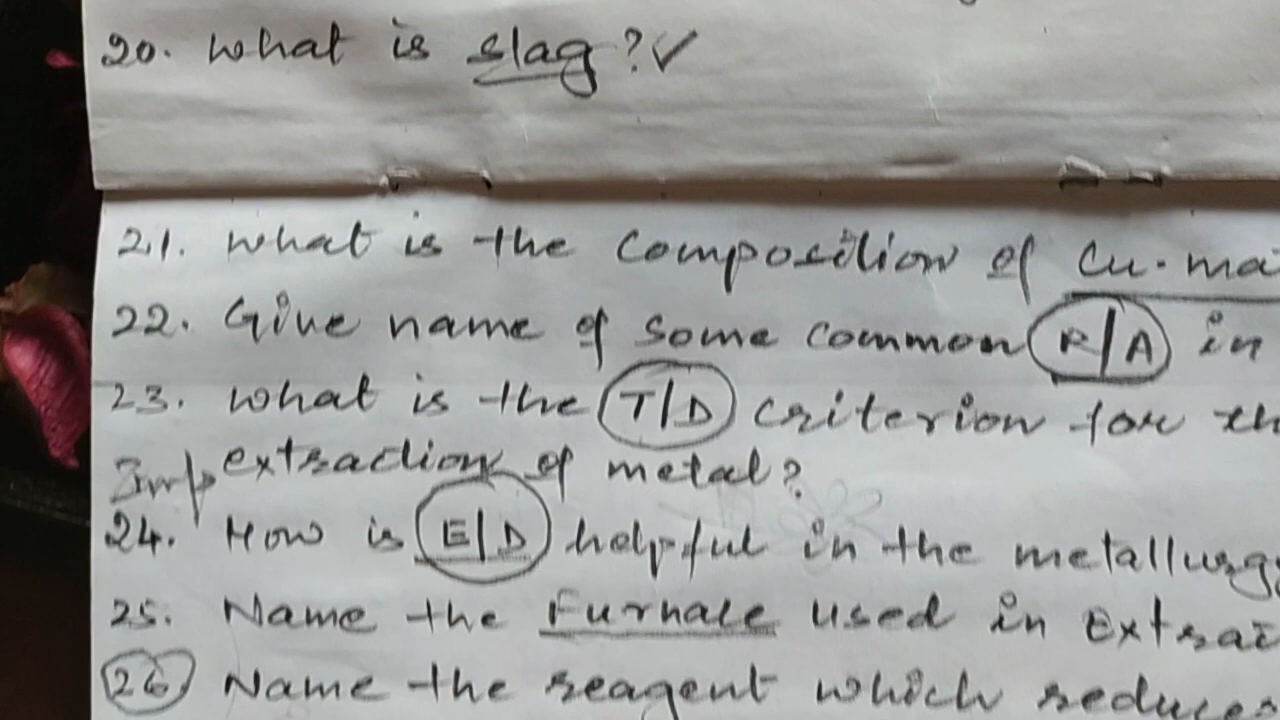 20. What is slag?✓
21. What is the composition of Cu. ma
22. Give name of some common R/A in
23. What is the T/D criterion for th
Imp extraction of metal?
24. How is E/D helpful in the metallurg
25. Name the Furnace used in Extrac
26 Name the reagent which reduces